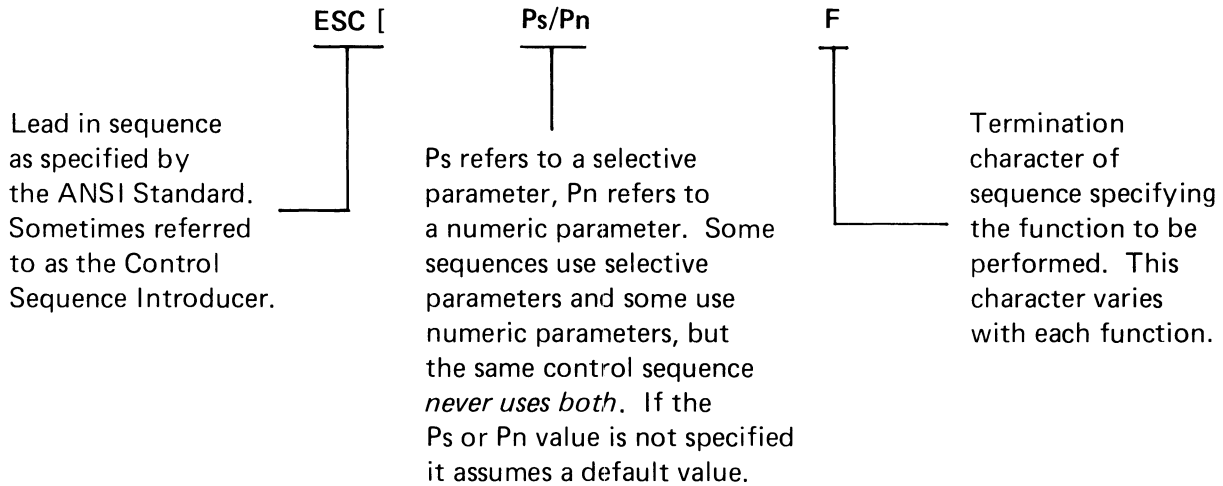 ESC [ Ps/Pn F
Lead in sequence
as specified by
the ANSI Standard.
Sometimes referred
to as the Control
Sequence Introducer.
Ps refers to a selective
parameter, Pn refers to
a numeric parameter. Some
sequences use selective
parameters and some use
numeric parameters, but
the same control sequence
never uses both. If the
Ps or Pn value is not specified
it assumes a default value.
Termination
character of
sequence specifying
the function to be
performed. This
character varies
with each function.